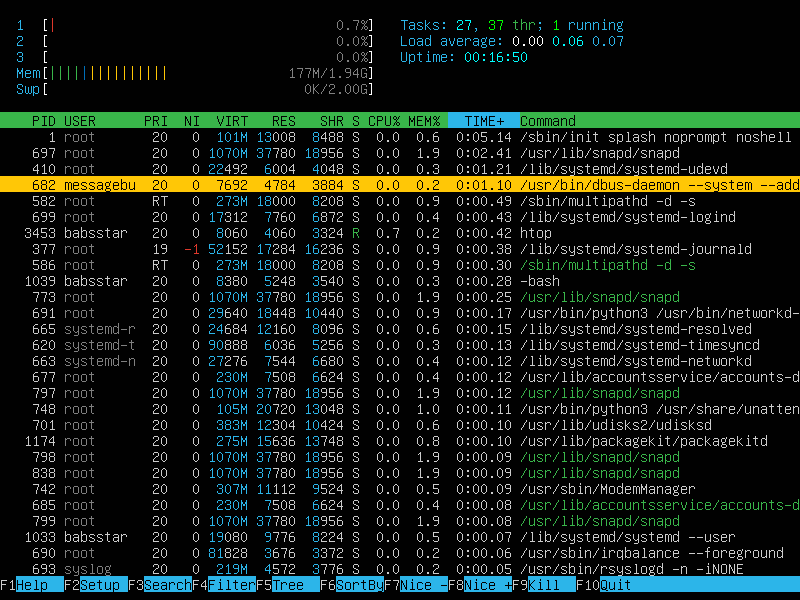 1 [| 0.7%] Tasks: 27, 37 thr; 1 running
2 [ 0.0%] Load average: 0.00 0.06 0.07
3 [ 0.0%] Uptime: 00:16:50
Mem[||||||||||||||| 177M/1.94G]
Swp[ 0K/2.00G]
PID USER PRI NI VIRT RES SHR S CPU% MEM% TIME+ Command
1 root 20 0 101M 13008 8488 S 0.0 0.6 0:05.14 /sbin/init splash noprompt noshell
697 root 20 0 1070M 37780 18956 S 0.0 1.9 0:02.41 /usr/lib/snapd/snapd
410 root 20 0 22492 6004 4048 S 0.0 0.3 0:01.21 /lib/systemd/systemd-udevd
682 messagebu 20 0 7692 4784 3884 S 0.0 0.2 0:01.10 /usr/bin/dbus-daemon --system --add
582 root RT 0 273M 18000 8208 S 0.0 0.9 0:00.49 /sbin/multipathd -d -s
699 root 20 0 17312 7760 6872 S 0.0 0.4 0:00.43 /lib/systemd/systemd-logind
3453 babsstar 20 0 8060 4060 3324 R 0.7 0.2 0:00.42 htop
377 root 19 -1 52152 17284 16236 S 0.0 0.9 0:00.38 /lib/systemd/systemd-journald
586 root RT 0 273M 18000 8208 S 0.0 0.9 0:00.30 /sbin/multipathd -d -s
1039 babsstar 20 0 8380 5248 3540 S 0.0 0.3 0:00.28 -bash
773 root 20 0 1070M 37780 18956 S 0.0 1.9 0:00.25 /usr/lib/snapd/snapd
691 root 20 0 29640 18448 10440 S 0.0 0.9 0:00.17 /usr/bin/python3 /usr/bin/networkd-
665 systemd-r 20 0 24684 12160 8096 S 0.0 0.6 0:00.15 /lib/systemd/systemd-resolved
620 systemd-t 20 0 90888 6036 5256 S 0.0 0.3 0:00.13 /lib/systemd/systemd-timesyncd
663 systemd-n 20 0 27276 7544 6680 S 0.0 0.4 0:00.12 /lib/systemd/systemd-networkd
677 root 20 0 230M 7508 6624 S 0.0 0.4 0:00.12 /usr/lib/accountsservice/accounts-d
797 root 20 0 1070M 37780 18956 S 0.0 1.9 0:00.12 /usr/lib/snapd/snapd
748 root 20 0 105M 20720 13048 S 0.0 1.0 0:00.11 /usr/bin/python3 /usr/share/unatten
701 root 20 0 383M 12304 10424 S 0.0 0.6 0:00.10 /usr/lib/udisks2/udisksd
1174 root 20 0 275M 15636 13748 S 0.0 0.8 0:00.10 /usr/lib/packagekit/packagekitd
798 root 20 0 1070M 37780 18956 S 0.0 1.9 0:00.09 /usr/lib/snapd/snapd
838 root 20 0 1070M 37780 18956 S 0.0 1.9 0:00.09 /usr/lib/snapd/snapd
742 root 20 0 307M 11112 9524 S 0.0 0.5 0:00.09 /usr/sbin/ModemManager
685 root 20 0 230M 7508 6624 S 0.0 0.4 0:00.08 /usr/lib/accountsservice/accounts-d
799 root 20 0 1070M 37780 18956 S 0.0 1.9 0:00.08 /usr/lib/snapd/snapd
1033 babsstar 20 0 19080 9776 8224 S 0.0 0.5 0:00.07 /lib/systemd/systemd --user
690 root 20 0 81828 3676 3372 S 0.0 0.2 0:00.06 /usr/sbin/irqbalance --foreground
693 syslog 20 0 219M 4572 3776 S 0.0 0.2 0:00.05 /usr/sbin/rsyslogd -n -iNONE
F1Help F2Setup F3SearchF4FilterF5Tree F6SortByF7Nice -F8Nice +F9Kill F10Quit